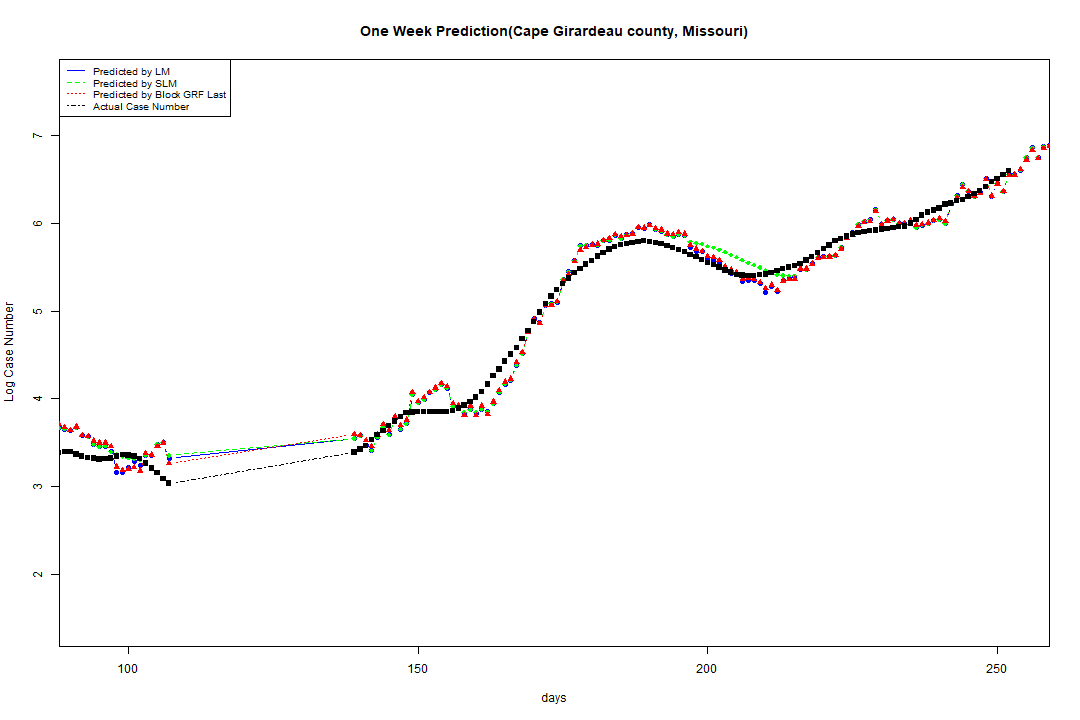 One Week Prediction(Cape Girardeau county, Missouri)
Predicted by LM
Predicted by SLM
Predicted by Block GRF Last
Actual Case Number
7
6
5
4
3
2
Log Case Number
100 150 200 250
days